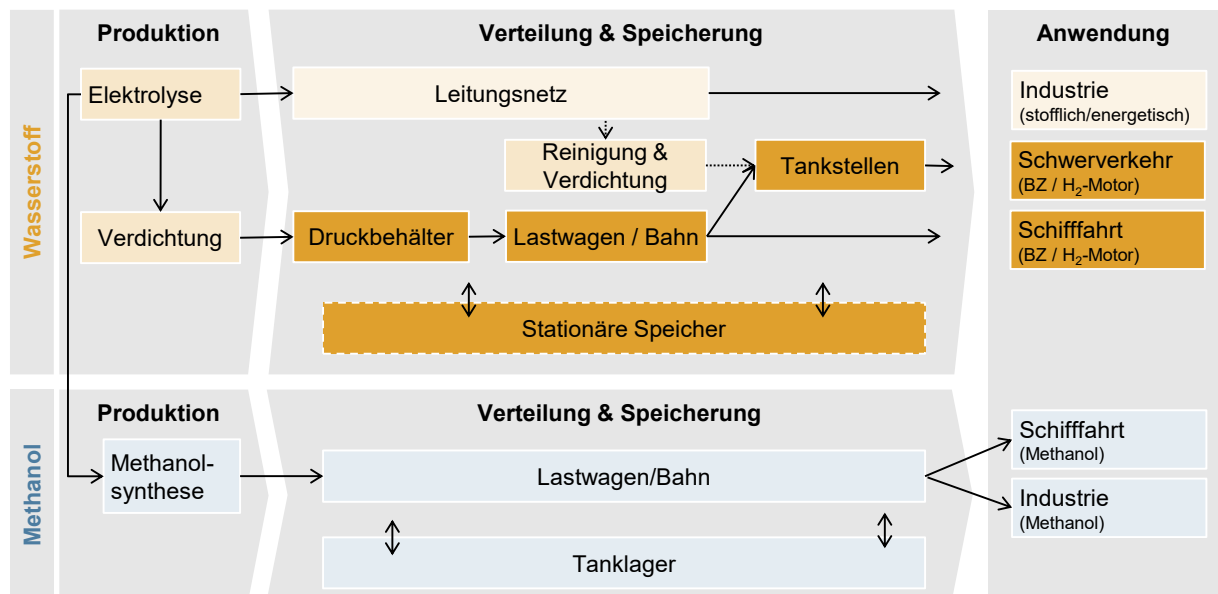 Produktion
Verteilung & Speicherung
Anwendung
Wasserstoff
Elektrolyse
Leitungsnetz
Industrie
(stofflich/energetisch)
Reinigung &
Verdichtung
Tankstellen
Schwerverkehr
(BZ / H₂-Motor)
Verdichtung
Druckbehälter
Lastwagen / Bahn
Schifffahrt
(BZ / H₂-Motor)
Stationäre Speicher
Methanol
Produktion
Verteilung & Speicherung
Methanol-
synthese
Lastwagen/Bahn
Schifffahrt
(Methanol)
Industrie
(Methanol)
Tanklager